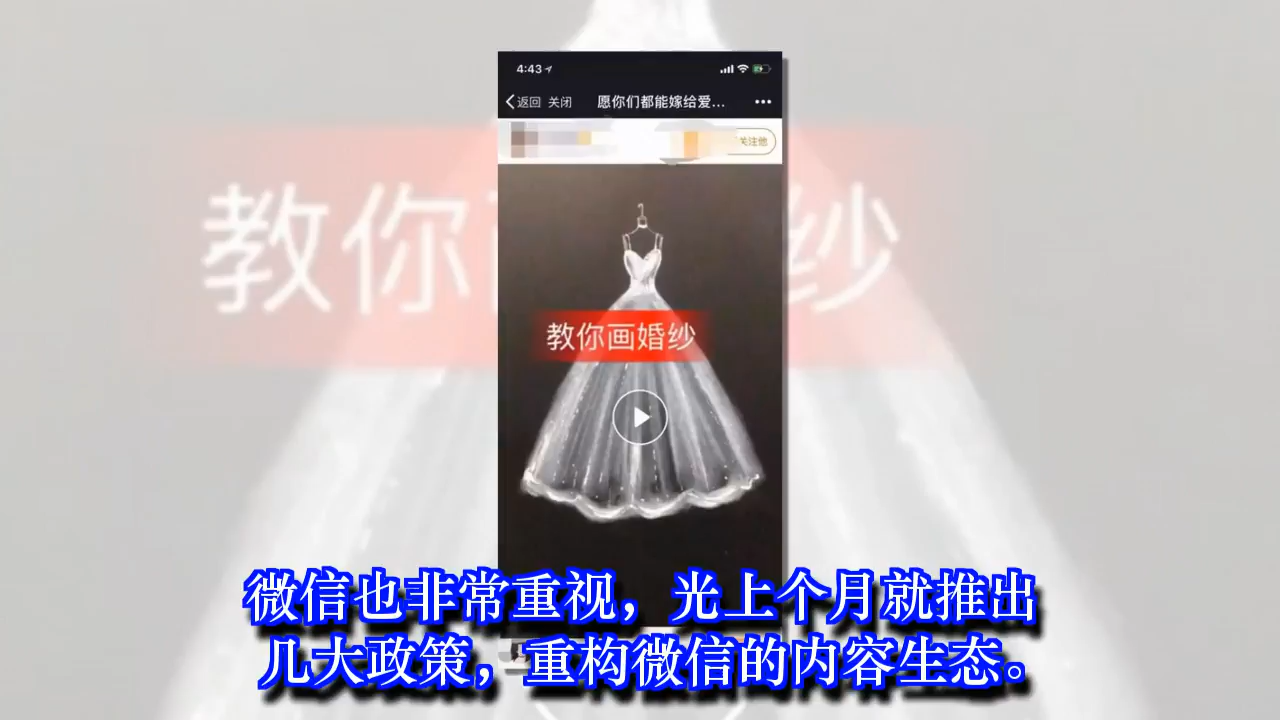 4:43
返回 关闭 愿你们都能嫁给爱...
关注他
教你画婚纱
教你 纱
微信也非常重视，光上个月就推出
几大政策，重构微信的内容生态。